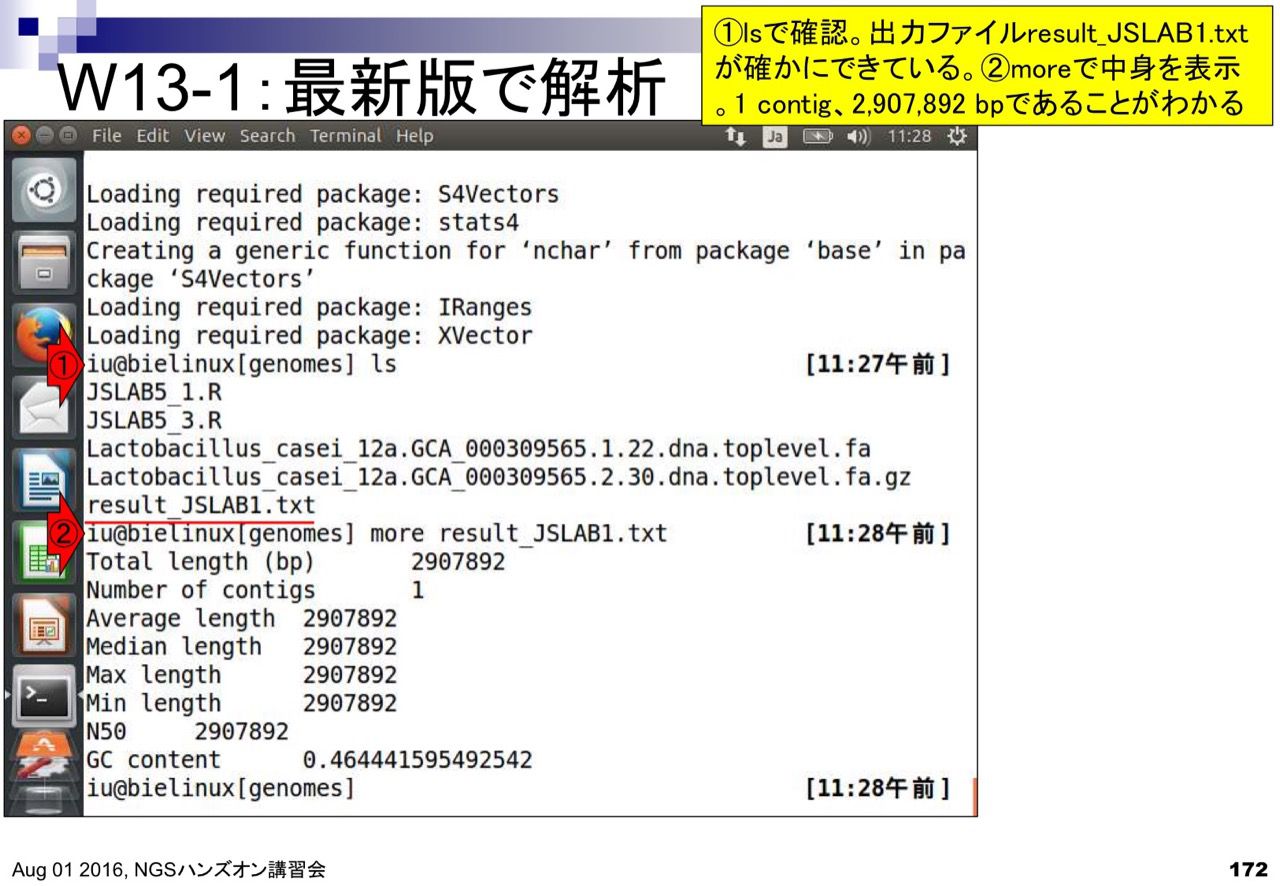 ①lsで確認。出力ファイルresult_JSLAB1.txt
が確かにできている。②moreで中身を表示
。1 contig、2,907,892 bpであることがわかる
W13-1：最新版で解析
File Edit View Search Terminal Help
Ja
11:28
Loading required package: S4Vectors
Loading required package: stats4
Creating a generic function for ‘nchar’ from package ‘base’ in pa
ckage ‘S4Vectors’
Loading required package: IRanges
Loading required package: XVector
①
iu@bielinux[genomes] ls [11:27午前]
JSLAB5_1.R
JSLAB5_3.R
Lactobacillus_casei_12a.GCA_000309565.1.22.dna.toplevel.fa
Lactobacillus_casei_12a.GCA_000309565.2.30.dna.toplevel.fa.gz
result_JSLAB1.txt
②
iu@bielinux[genomes] more result_JSLAB1.txt [11:28午前]
Total length (bp) 2907892
Number of contigs 1
Average length 2907892
Median length 2907892
Max length 2907892
Min length 2907892
N50 2907892
GC content 0.464441595492542
iu@bielinux[genomes] [11:28午前]
Aug 01 2016, NGSハンズオン講習会
172